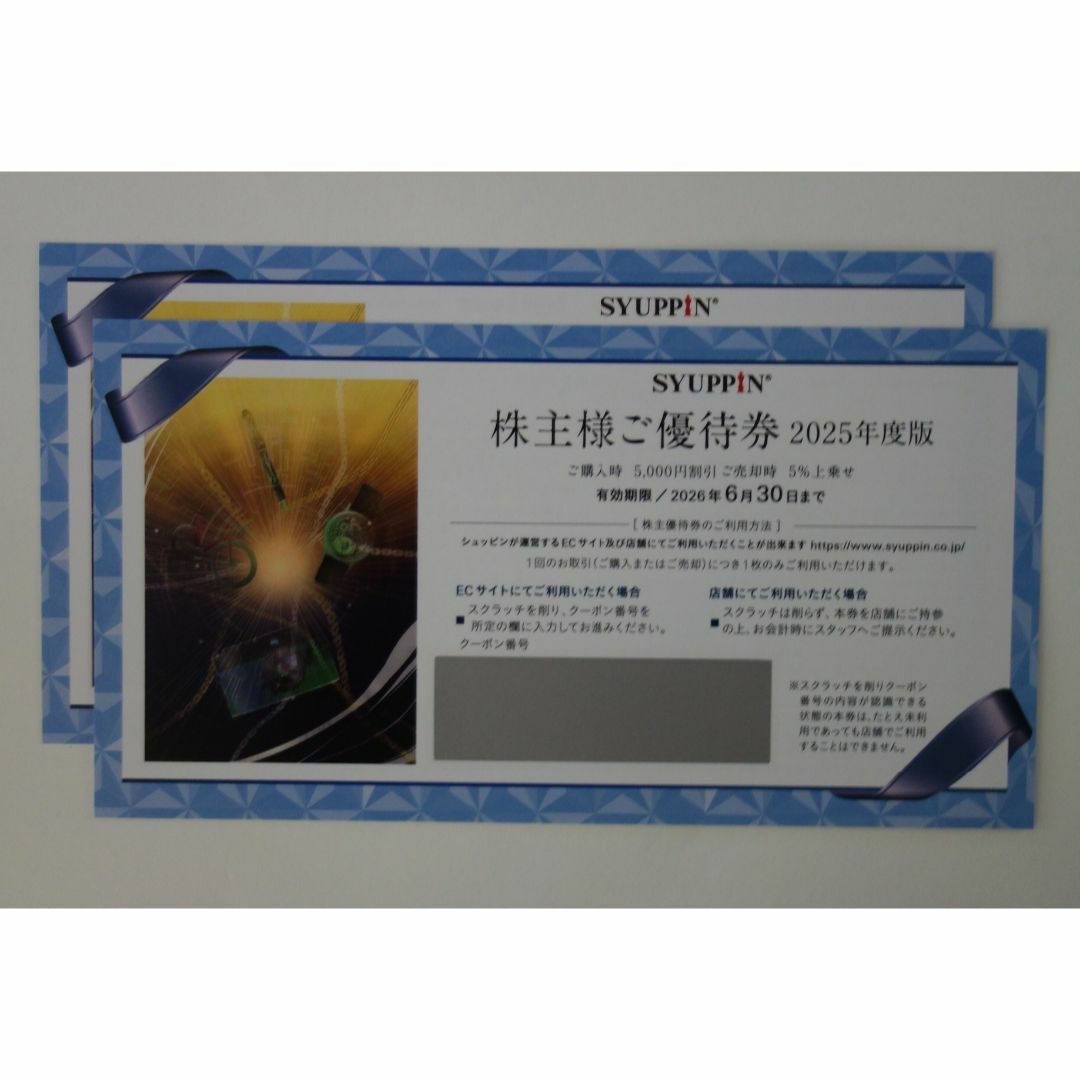 SYUPPIN®
SYUPPIN®
株主様ご優待券 2025年度版
ご購入時 5,000円割引 ご売却時 5%上乗せ
有効期限/2026年6月30日まで
[ 株主優待券のご利用方法 ]
シュッピンが運営するECサイト及び店舗にてご利用いただくことが出来ます https://www.syuppin.co.jp/
1回のお取引(ご購入またはご売却)につき1枚のみご利用いただけます。
ECサイトにてご利用いただく場合
■ スクラッチを削り、クーポン番号を
所定の欄に入力してお進みください。
クーポン番号
店舗にてご利用いただく場合
■ スクラッチは削らず、本券を店舗にご持参
の上、お会計時にスタッフへご提示ください。
※スクラッチを削りクーポン
番号の内容が認識できる
状態の本券は、たとえ未利
用であっても店舗でご利用
することはできません。